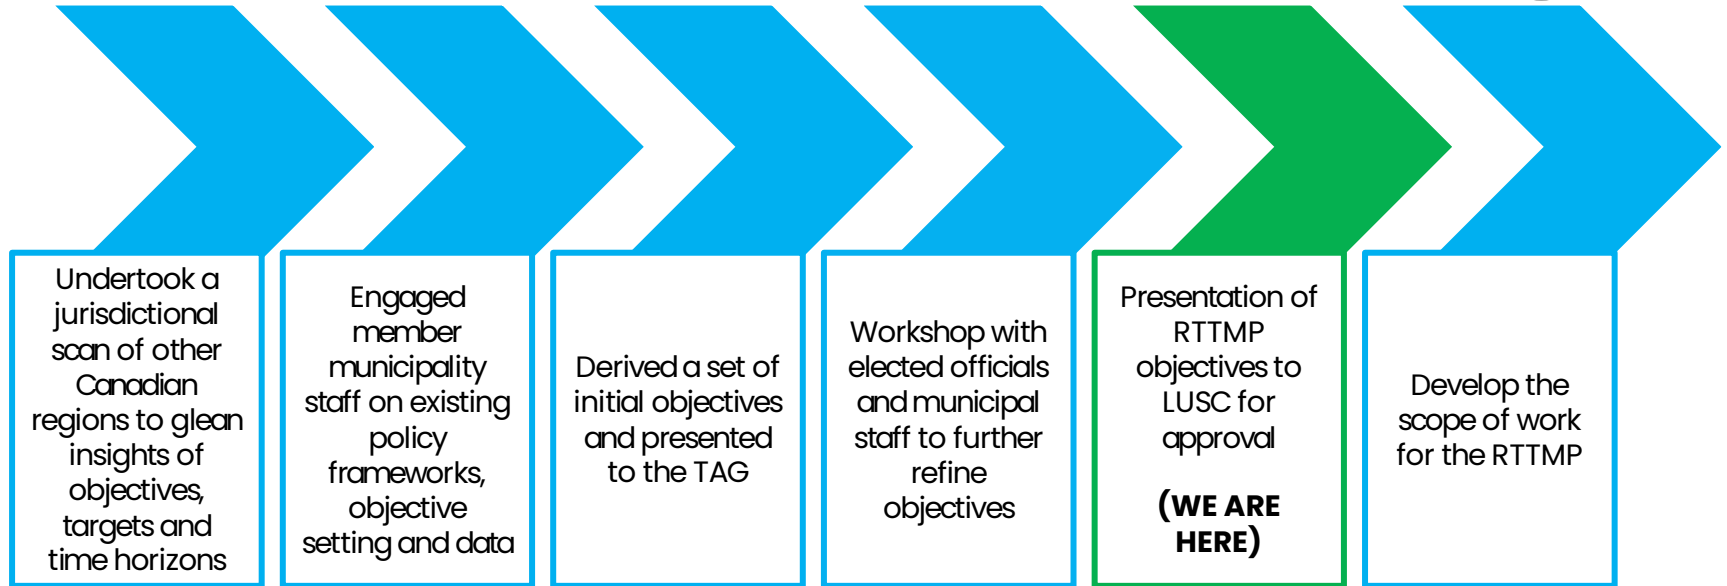 Undertook a
jurisdictional
scan of other
Canadian
regions to glean
insights of
objectives,
targets and
time horizons
Engaged
member
municipality
staff on existing
policy
frameworks,
objective
setting and data
Derived a set of
initial objectives
and presented
to the TAG
Workshop with
elected officials
and municipal
staff to further
refine
objectives
Presentation of
RTTMP
objectives to
LUSC for
approval
(WE ARE
HERE)
Develop the
scope of work
for the RTTMP